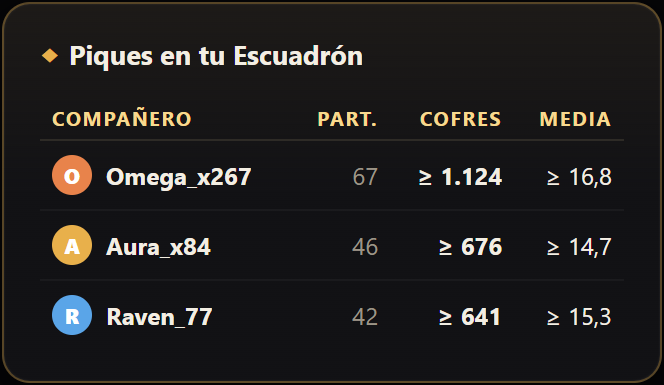 Piques en tu Escuadrón
COMPAÑERO PART. COFRES MEDIA
O Omega_x267 67 ≥ 1.124 ≥ 16,8
A Aura_x84 46 ≥ 676 ≥ 14,7
R Raven_77 42 ≥ 641 ≥ 15,3